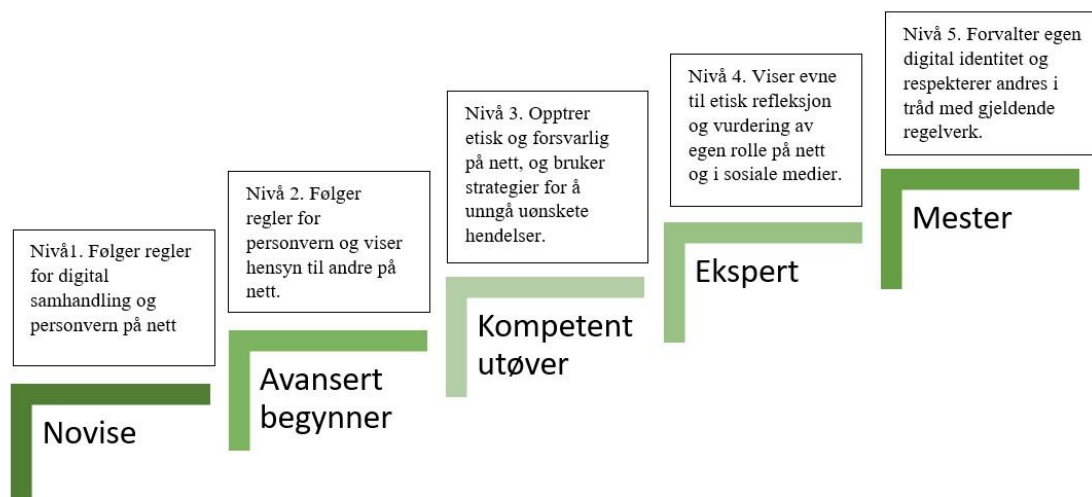 Nivå1. Følger regler
for digital
samhandling og
personvern på nett
Novise
Nivå 2. Følger
regler for
personvern og viser
hensyn til andre på
nett.
Avansert
begynner
Nivå 3. Opptrer
etisk og forsvarlig
på nett, og bruker
strategier for å
unngå uønskete
hendelser.
Kompetent
utøver
Nivå 4. Viser evne
til etisk refleksjon
og vurdering av
egen rolle på nett
og i sosiale medier.
Ekspert
Nivå 5. Forvalter egen
digital identitet og
respekterer andres i
tråd med gjeldende
regelverk.
Mester